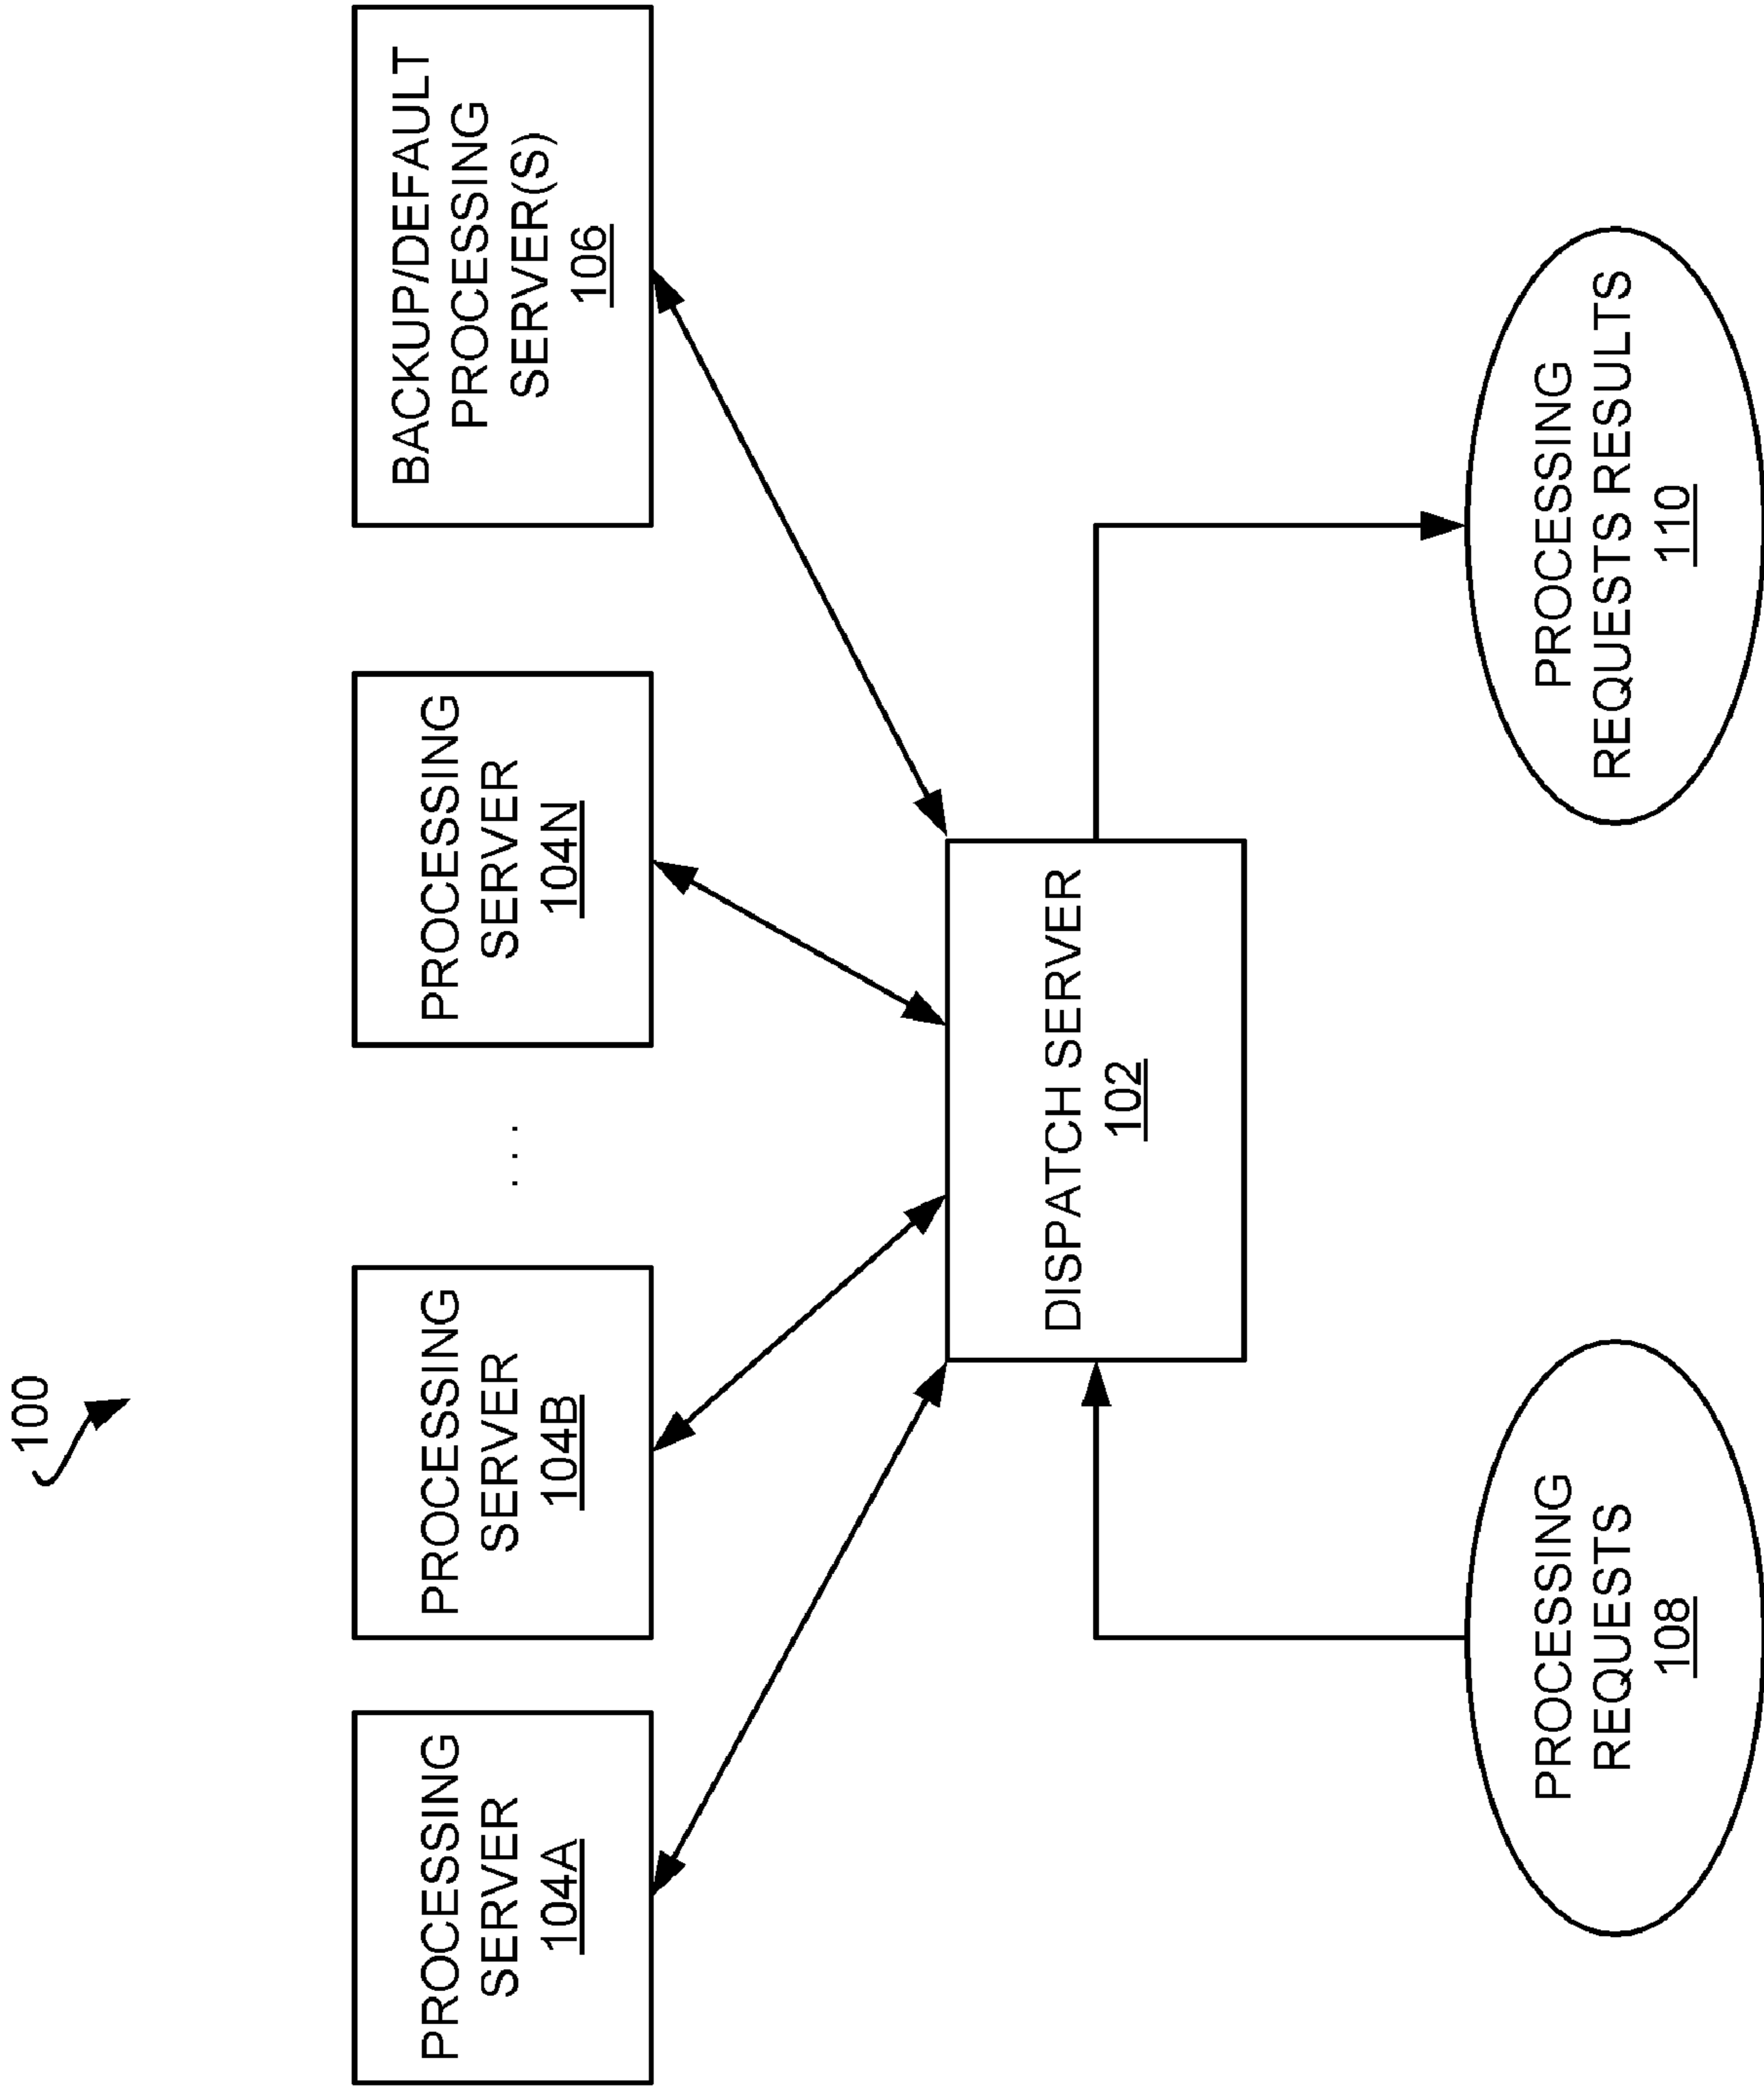 100
PROCESSING
SERVER
104A
PROCESSING
SERVER
104B
. . .
PROCESSING
SERVER
104N
BACKUP/DEFAULT
PROCESSING
SERVER(S)
106
DISPATCH SERVER
102
PROCESSING
REQUESTS
108
PROCESSING
REQUESTS RESULTS
110